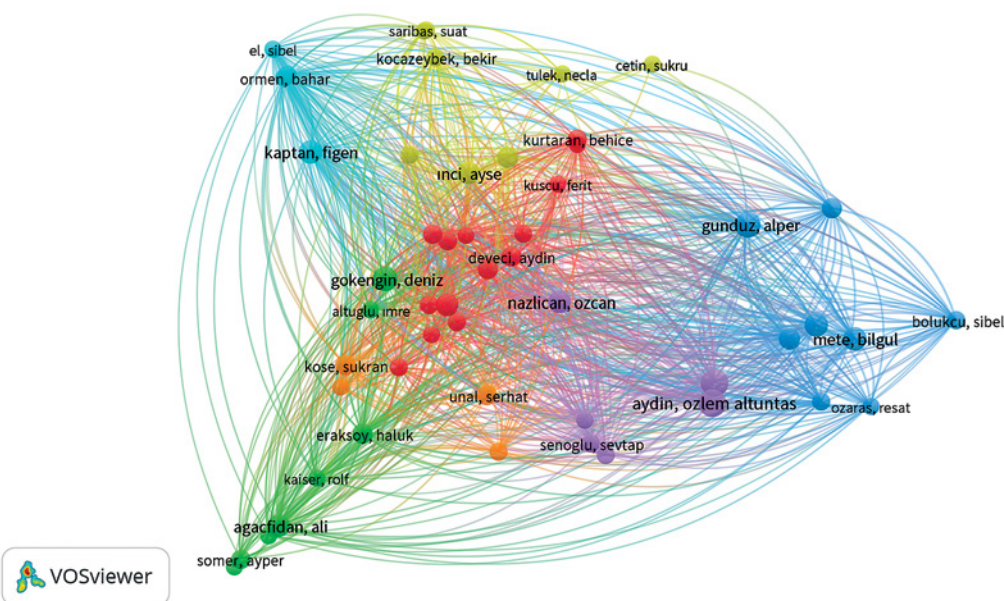 saribas, suat
el, sibel
kocazeybek, bekir
cetin, sukru
ormen, bahar
tulek, necla
kurtaran, behice
kaptan, figen
ınci, ayse
kuscu, ferit
gunduz, alper
deveci, aydin
gokengin, deniz
nazlican, ozcan
altuglu, ımre
bolukcu, sibel
mete, bilgul
kose, sukran
unal, serhat
aydin, ozlem altuntas
ozaras, resat
eraksoy, haluk
senoglu, sevtap
kaiser, rolf
agacfidan, ali
somer, ayper
VOSviewer